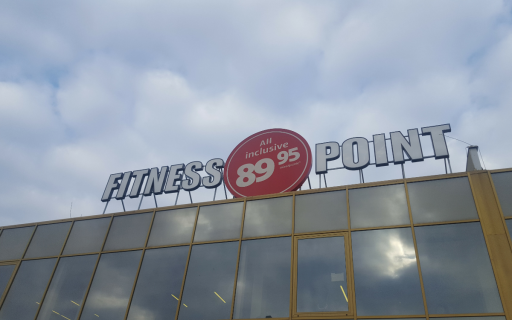 FITNESS POINT
All
inclusive
89 95